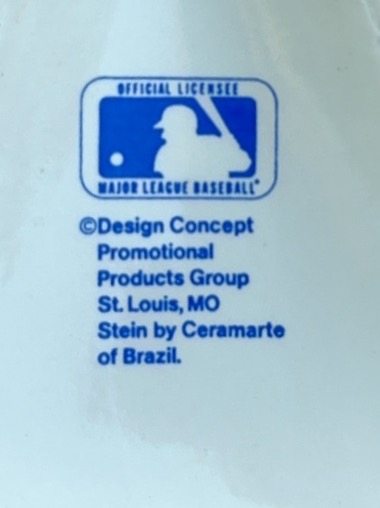 OFFICIAL LICENSEE
MAJOR LEAGUE BASEBALL
©Design Concept
Promotional
Products Group
St. Louis, MO
Stein by Ceramarte
of Brazil.